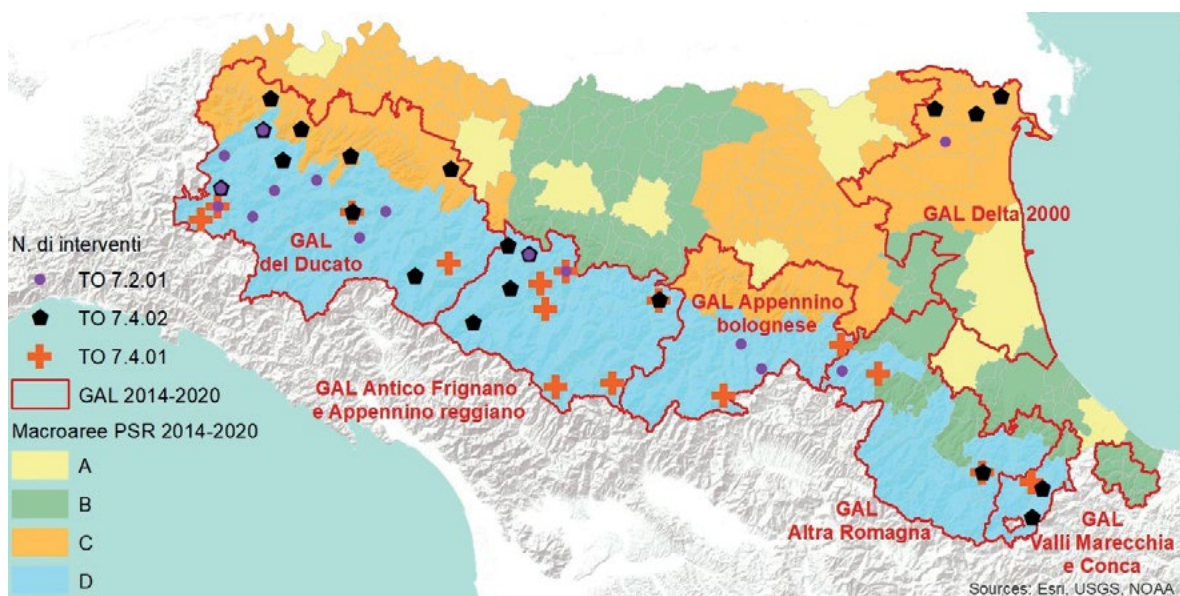 GAL Delta 2000
N. di interventi
TO 7.2.01
TO 7.4.02
TO 7.4.01
GAL 2014-2020
Macroaree PSR 2014-2020
A
B
C
D
GAL
del Ducato
GAL Appennino
bolognese
GAL Antico Frignano
e Appennino reggiano
GAL
Altra Romagna
GAL
Valli Marecchia
e Conca
Sources: Esri, USGS, NOAA